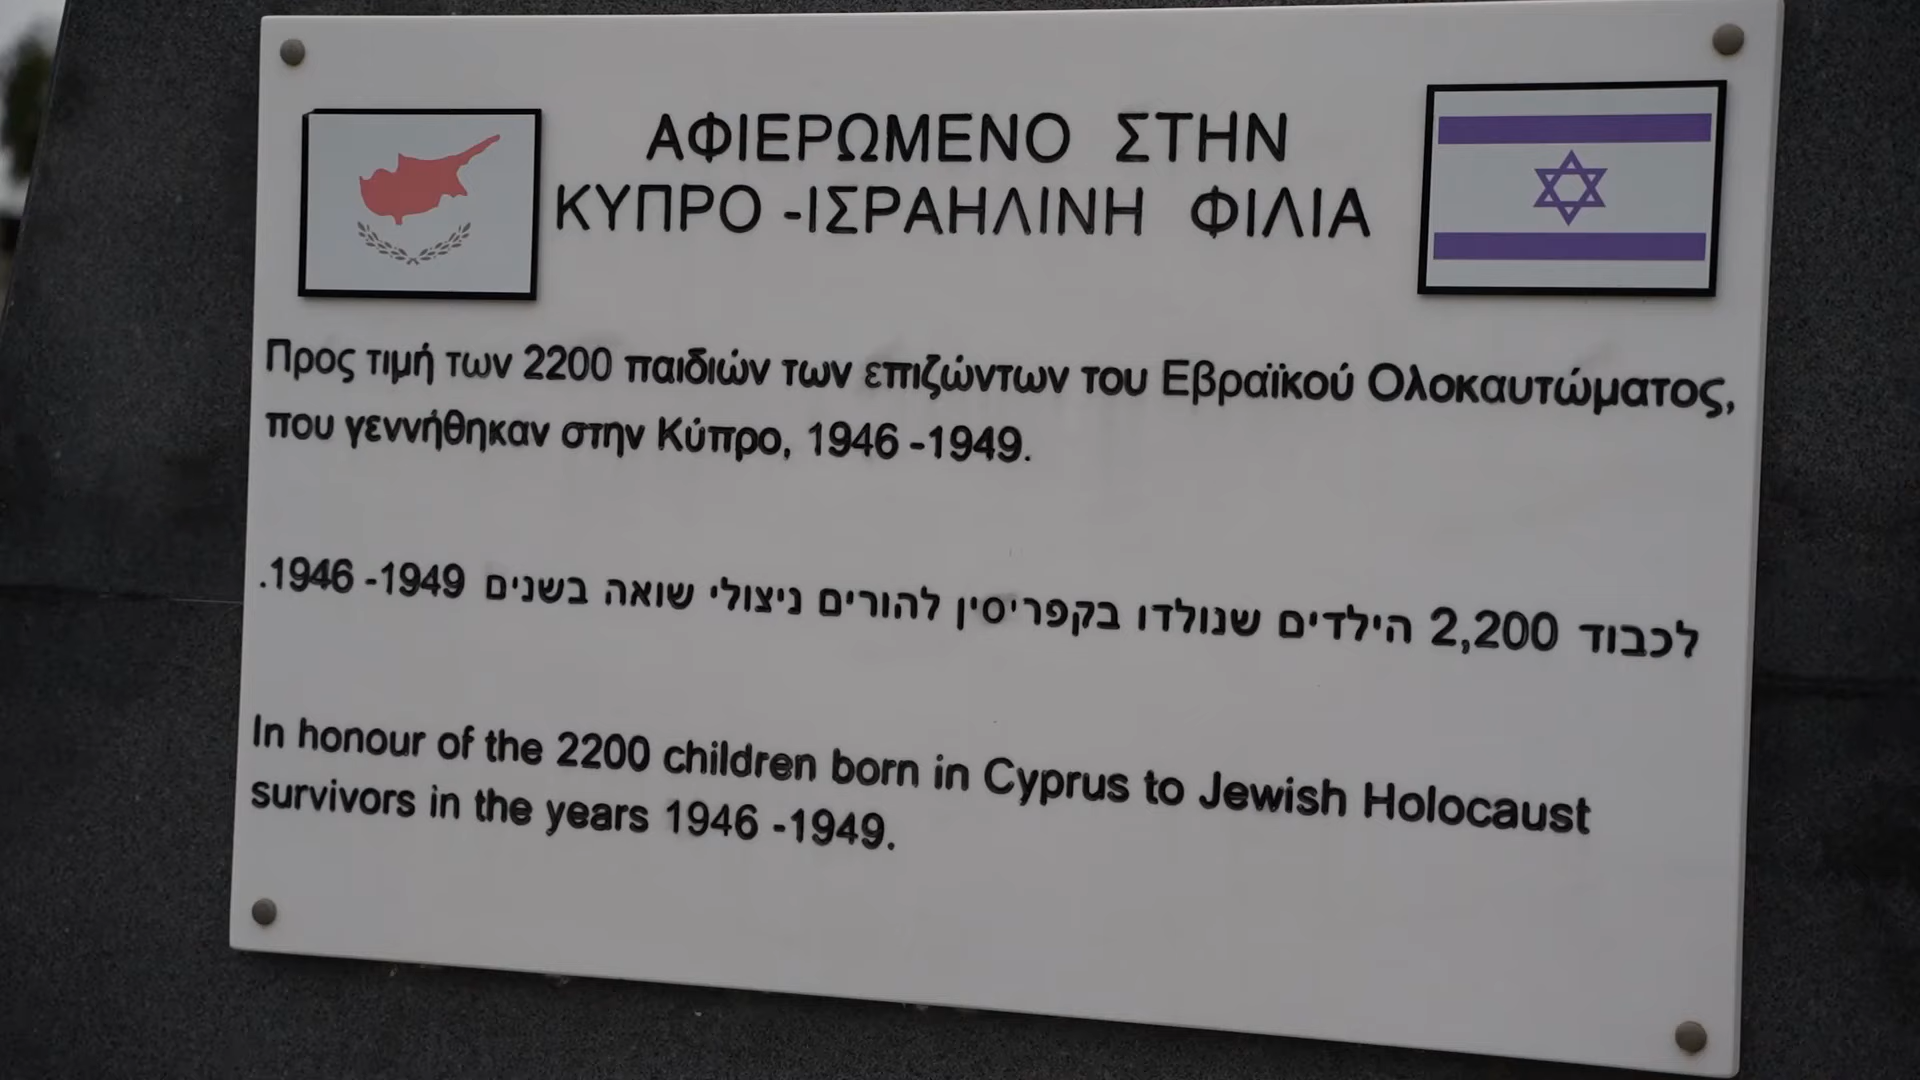 ΑΦΙΕΡΩΜΕΝΟ ΣΤΗΝ
ΚΥΠΡΟ -ΙΣΡΑΗΛΙΝΗ ΦΙΛΙΑ
Προς τιμή των 2200 παιδιών των επιζώντων του Εβραϊκού Ολοκαυτώματος,
που γεννήθηκαν στην Κύπρο, 1946 -1949.
לכבוד 2,200 הילדים שנולדו בקפריסין להורים ניצולי שואה בשנים 1949- 1946.
In honour of the 2200 children born in Cyprus to Jewish Holocaust
survivors in the years 1946 -1949.